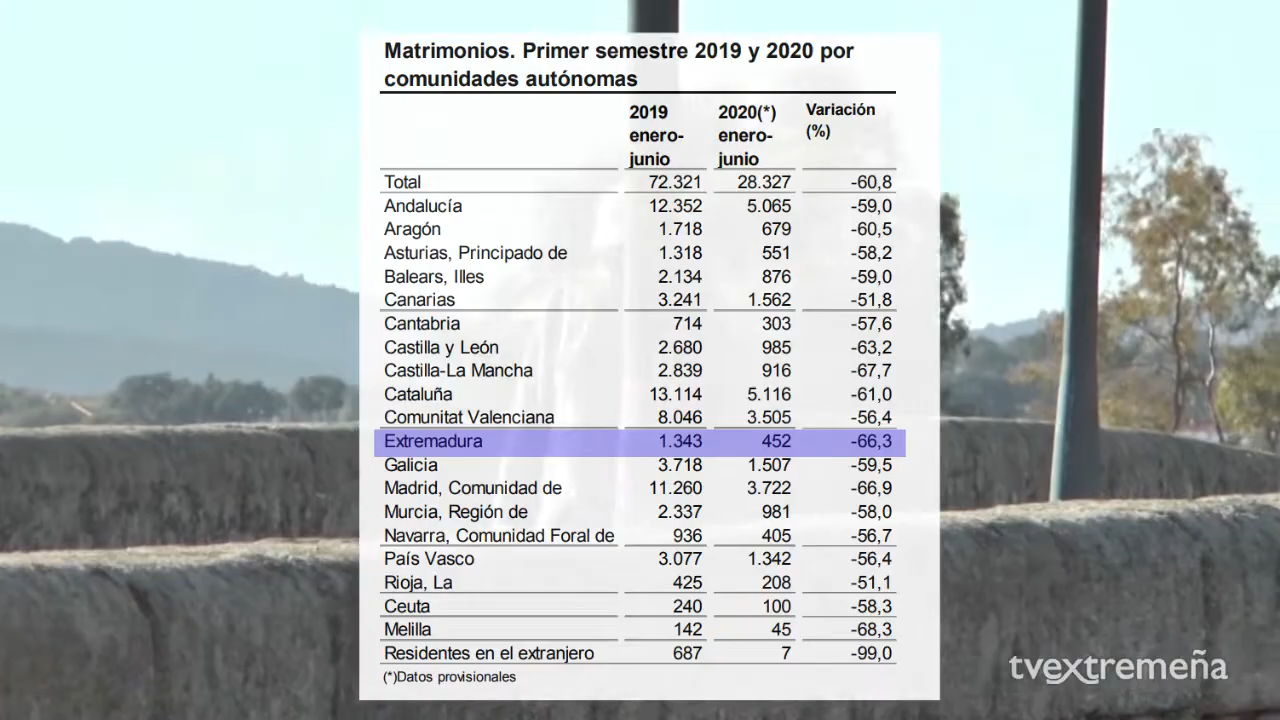 Matrimonios. Primer semestre 2019 y 2020 por
comunidades autónomas
2019 enero-junio 2020(*) enero-junio Variación (%)
Total 72.321 28.327 -60,8
Andalucía 12.352 5.065 -59,0
Aragón 1.718 679 -60,5
Asturias, Principado de 1.318 551 -58,2
Balears, Illes 2.134 876 -59,0
Canarias 3.241 1.562 -51,8
Cantabria 714 303 -57,6
Castilla y León 2.680 985 -63,2
Castilla-La Mancha 2.839 916 -67,7
Cataluña 13.114 5.116 -61,0
Comunitat Valenciana 8.046 3.505 -56,4
Extremadura 1.343 452 -66,3
Galicia 3.718 1.507 -59,5
Madrid, Comunidad de 11.260 3.722 -66,9
Murcia, Región de 2.337 981 -58,0
Navarra, Comunidad Foral de 936 405 -56,7
País Vasco 3.077 1.342 -56,4
Rioja, La 425 208 -51,1
Ceuta 240 100 -58,3
Melilla 142 45 -68,3
Residentes en el extranjero 687 7 -99,0
(*)Datos provisionales
tvextremeña